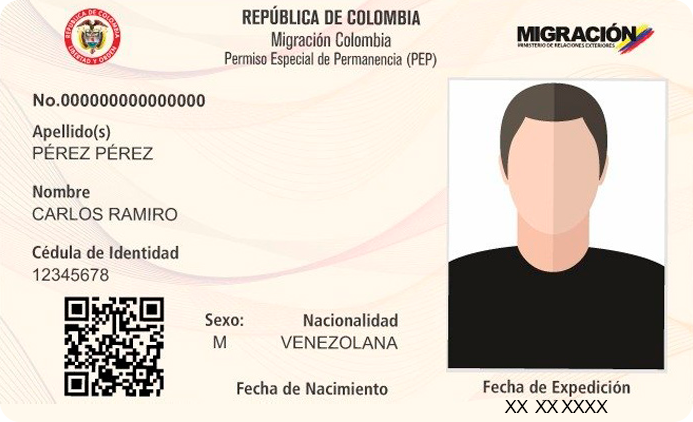 REPÚBLICA DE COLOMBIA
Migración Colombia
Permiso Especial de Permanencia (PEP)
REPÚBLICA DE COLOMBIA
LIBERTAD Y ORDEN
MIGRACIÓN
MINISTERIO DE RELACIONES EXTERIORES
No.000000000000000
Apellido(s)
PÉREZ PÉREZ
Nombre
CARLOS RAMIRO
Cédula de Identidad
12345678
Sexo: Nacionalidad
M VENEZOLANA
Fecha de Nacimiento
Fecha de Expedición
XX XX XXXX